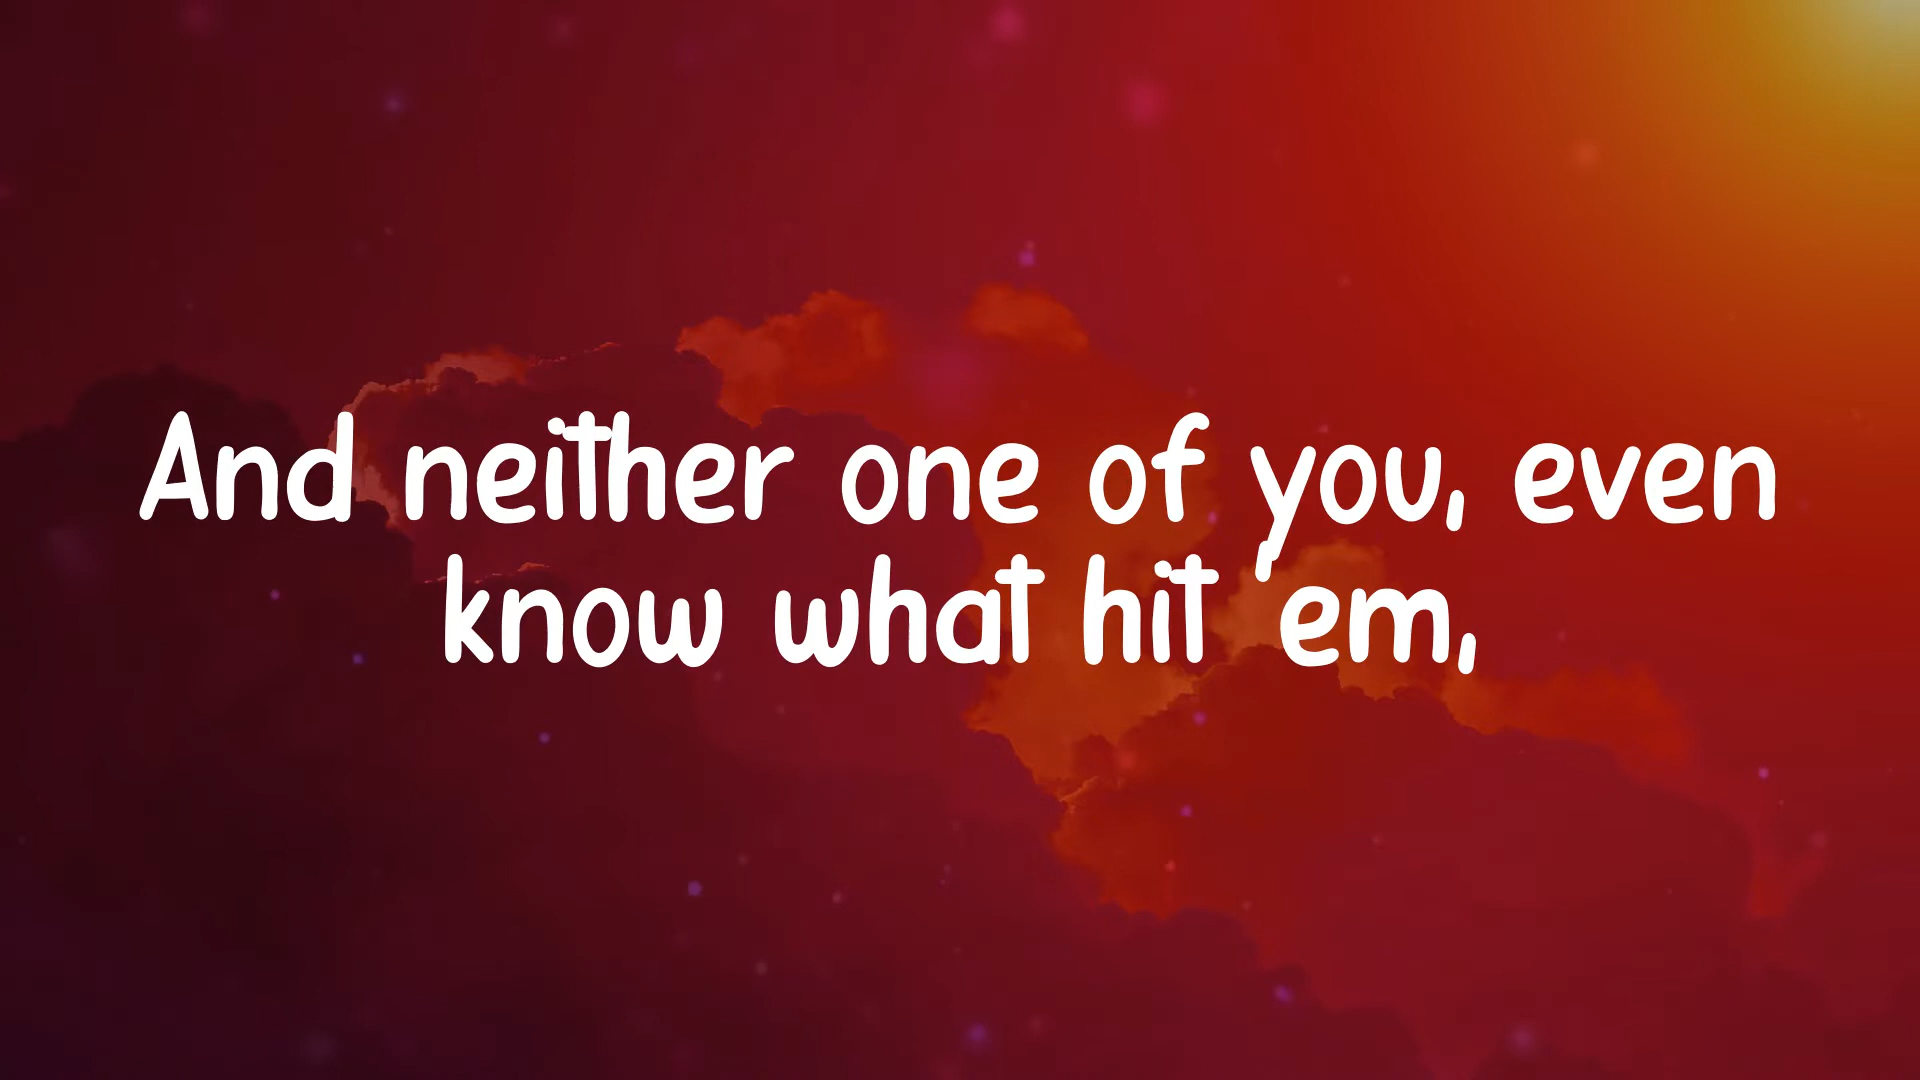 And neither one of you, even
know what hit 'em,